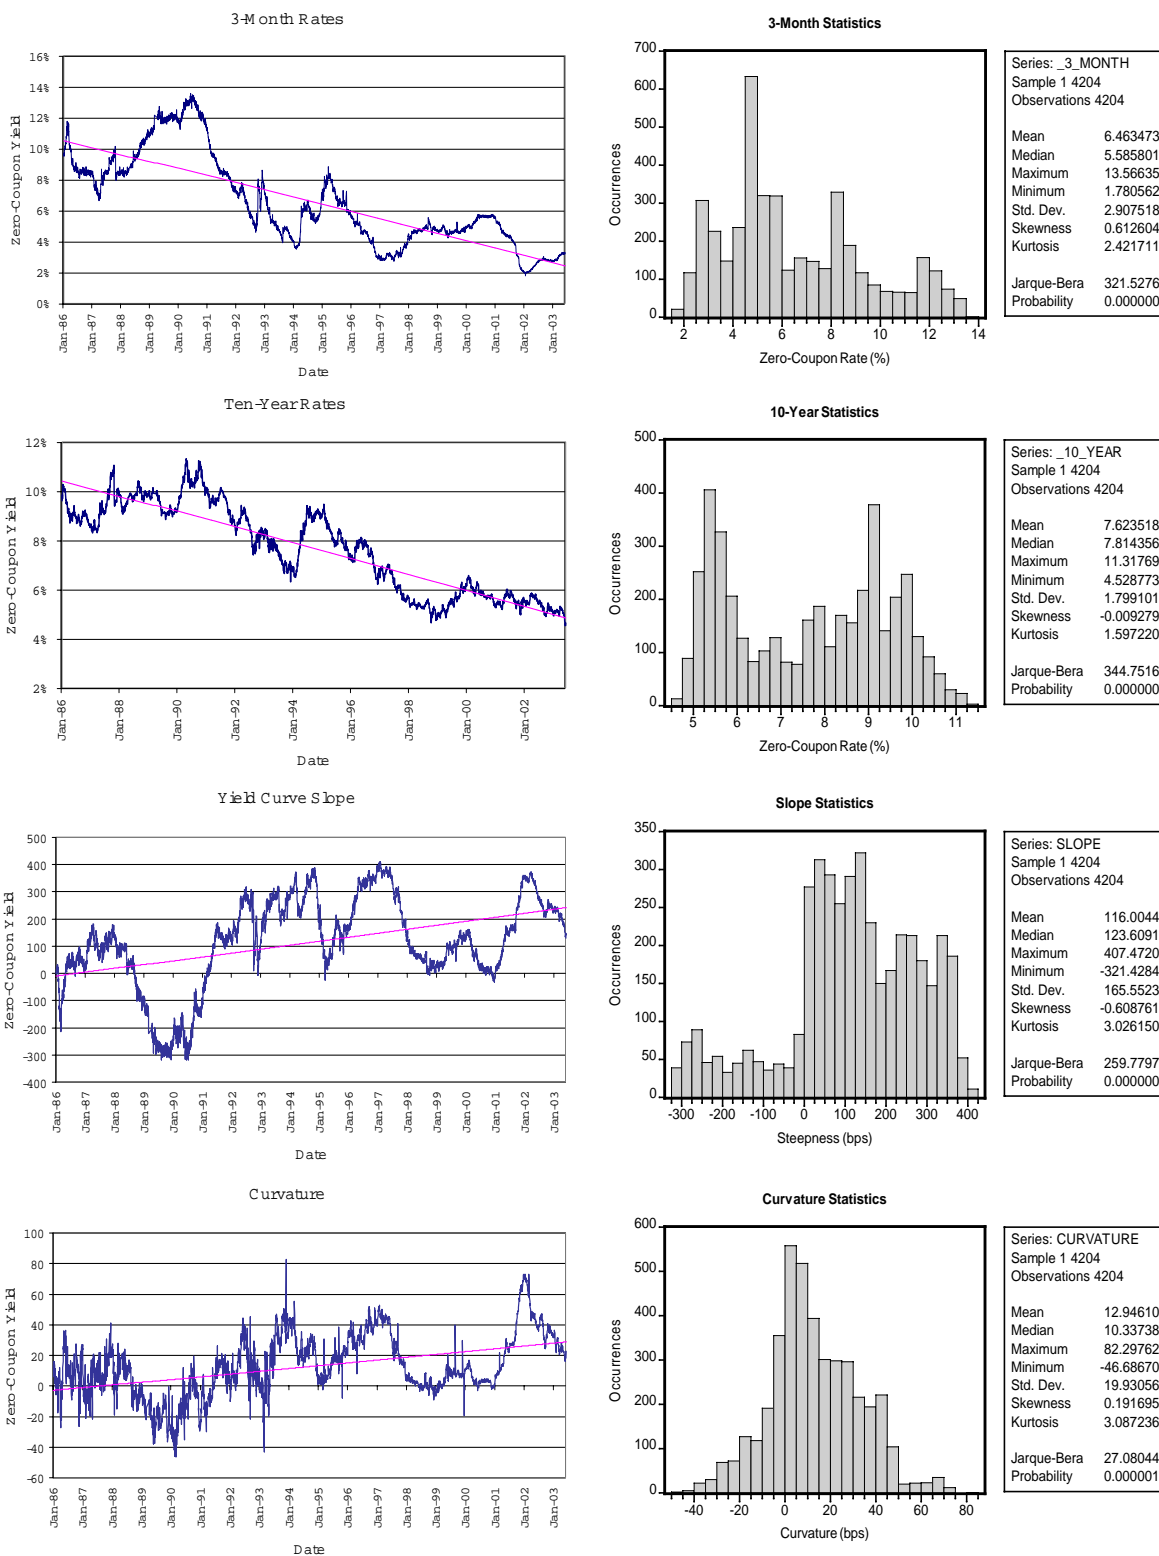 3-Month Rates
16%
14%
12%
10%
8%
6%
4%
2%
0%
Zero-Coupon Yield
Jan-86
Jan-87
Jan-88
Jan-89
Jan-90
Jan-91
Jan-92
Jan-93
Jan-94
Jan-95
Jan-96
Jan-97
Jan-98
Jan-99
Jan-00
Jan-01
Jan-02
Jan-03
Date
3-Month Statistics
700
600
500
400
300
200
100
0
Occurrences
2 4 6 8 10 12 14
Zero-Coupon Rate (%)
Series: _3_MONTH
Sample 1 4204
Observations 4204
Mean 6.463473
Median 5.585801
Maximum 13.56635
Minimum 1.780562
Std. Dev. 2.907518
Skewness 0.612604
Kurtosis 2.421711
Jarque-Bera 321.5276
Probability 0.000000
Ten-Year Rates
12%
10%
8%
6%
4%
2%
Zero-Coupon Yield
Jan-86
Jan-88
Jan-90
Jan-92
Jan-94
Jan-96
Jan-98
Jan-00
Jan-02
Date
10-Year Statistics
500
400
300
200
100
0
Occurrences
5 6 7 8 9 10 11
Zero-Coupon Rate (%)
Series: _10_YEAR
Sample 1 4204
Observations 4204
Mean 7.623518
Median 7.814356
Maximum 11.31769
Minimum 4.528773
Std. Dev. 1.799101
Skewness -0.009279
Kurtosis 1.597220
Jarque-Bera 344.7516
Probability 0.000000
Yield Curve Slope
500
400
300
200
100
0
-100
-200
-300
-400
Zero-Coupon Yield
Jan-86
Jan-87
Jan-88
Jan-89
Jan-90
Jan-91
Jan-92
Jan-93
Jan-94
Jan-95
Jan-96
Jan-97
Jan-98
Jan-99
Jan-00
Jan-01
Jan-02
Jan-03
Date
Slope Statistics
350
300
250
200
150
100
50
0
Occurrences
-300 -200 -100 0 100 200 300 400
Steepness (bps)
Series: SLOPE
Sample 1 4204
Observations 4204
Mean 116.0044
Median 123.6091
Maximum 407.4720
Minimum -321.4284
Std. Dev. 165.5523
Skewness -0.608761
Kurtosis 3.026150
Jarque-Bera 259.7797
Probability 0.000000
Curvature
100
80
60
40
20
0
-20
-40
-60
Zero-Coupon Yield
Jan-86
Jan-87
Jan-88
Jan-89
Jan-90
Jan-91
Jan-92
Jan-93
Jan-94
Jan-95
Jan-96
Jan-97
Jan-98
Jan-99
Jan-00
Jan-01
Jan-02
Jan-03
Date
Curvature Statistics
600
500
400
300
200
100
0
Occurrences
-40 -20 0 20 40 60 80
Curvature (bps)
Series: CURVATURE
Sample 1 4204
Observations 4204
Mean 12.94610
Median 10.33738
Maximum 82.29762
Minimum -46.68670
Std. Dev. 19.93056
Skewness 0.191695
Kurtosis 3.087236
Jarque-Bera 27.08044
Probability 0.000001